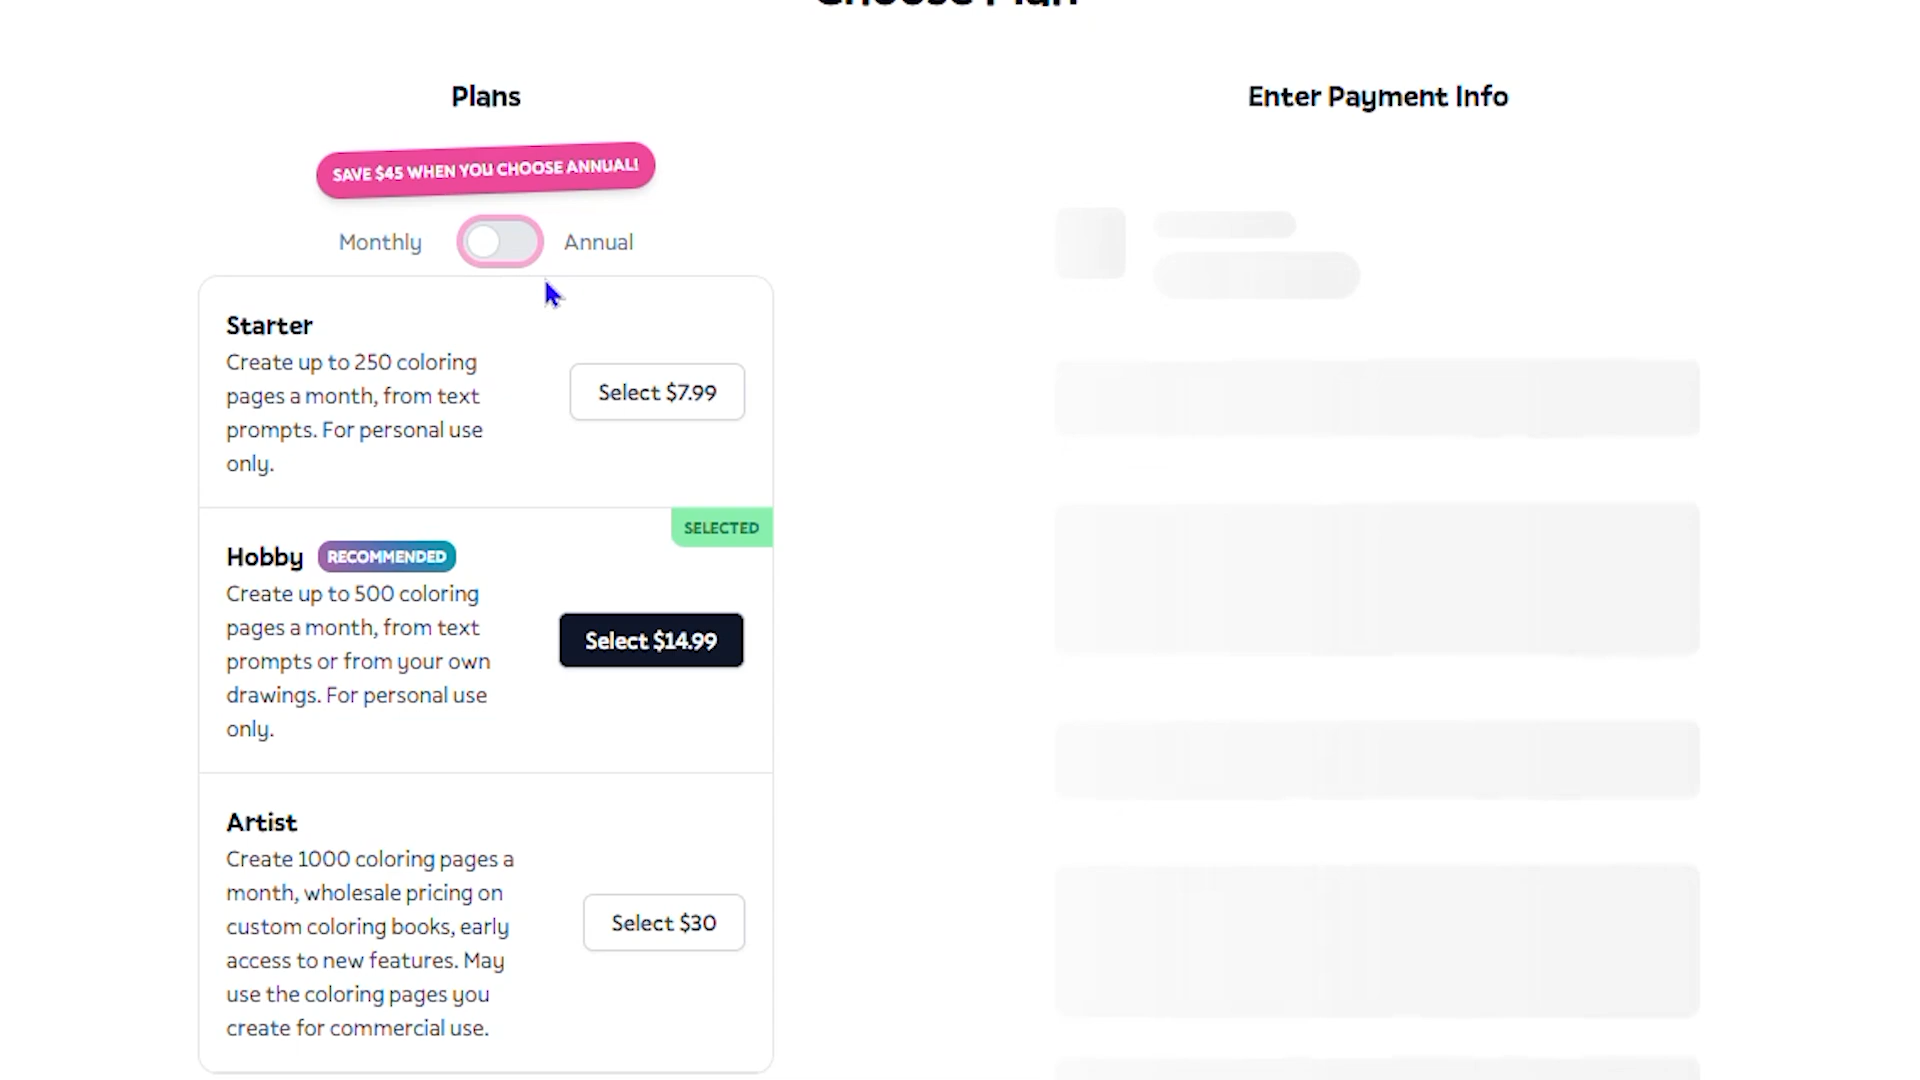 Choose Plan
Plans
SAVE $45 WHEN YOU CHOOSE ANNUAL!
Monthly
Annual
Starter
Create up to 250 coloring
pages a month, from text
prompts. For personal use
only.
Select $7.99
SELECTED
Hobby
RECOMMENDED
Create up to 500 coloring
pages a month, from text
prompts or from your own
drawings. For personal use
only.
Select $14.99
Artist
Create 1000 coloring pages a
month, wholesale pricing on
custom coloring books, early
access to new features. May
use the coloring pages you
create for commercial use.
Select $30
Enter Payment Info